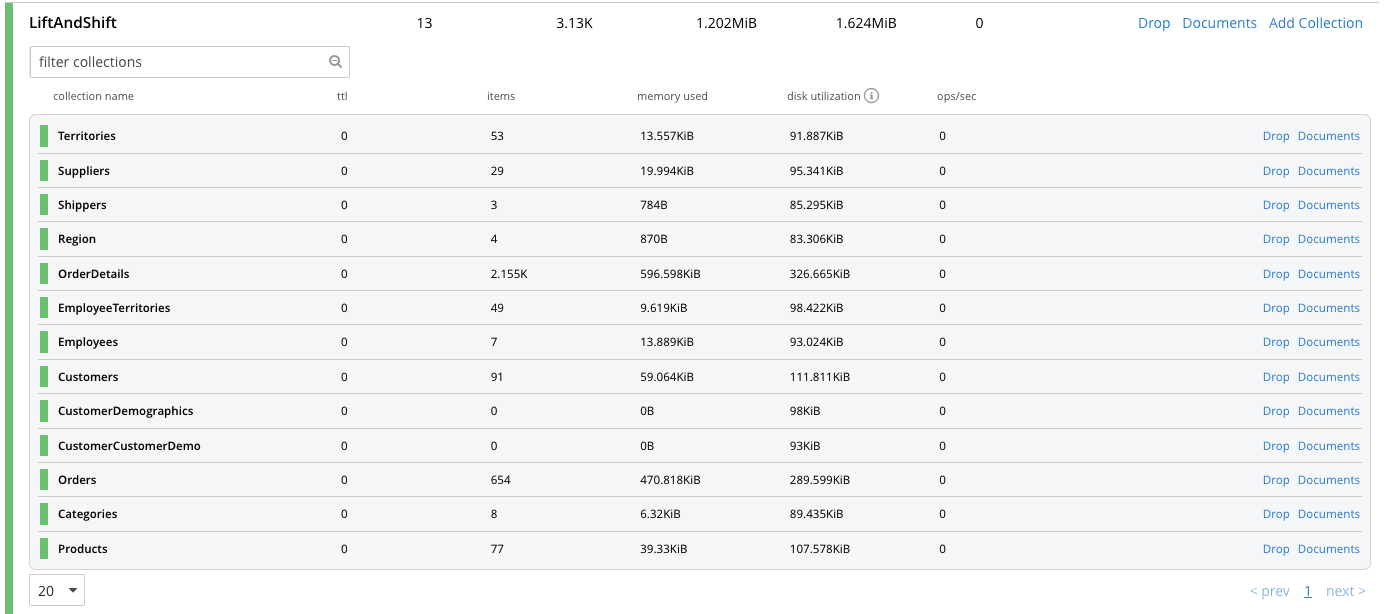 LiftAndShift 13 3.13K 1.202MiB 1.624MiB 0 Drop Documents Add Collection
filter collections
collection name ttl items memory used disk utilization i ops/sec
Territories 0 53 13.557KiB 91.887KiB 0 Drop Documents
Suppliers 0 29 19.994KiB 95.341KiB 0 Drop Documents
Shippers 0 3 784B 85.295KiB 0 Drop Documents
Region 0 4 870B 83.306KiB 0 Drop Documents
OrderDetails 0 2.155K 596.598KiB 326.665KiB 0 Drop Documents
EmployeeTerritories 0 49 9.619KiB 98.422KiB 0 Drop Documents
Employees 0 7 13.889KiB 93.024KiB 0 Drop Documents
Customers 0 91 59.064KiB 111.811KiB 0 Drop Documents
CustomerDemographics 0 0 0B 98KiB 0 Drop Documents
CustomerCustomerDemo 0 0 0B 93KiB 0 Drop Documents
Orders 0 654 470.818KiB 289.599KiB 0 Drop Documents
Categories 0 8 6.32KiB 89.435KiB 0 Drop Documents
Products 0 77 39.33KiB 107.578KiB 0 Drop Documents
20 < prev 1 next >